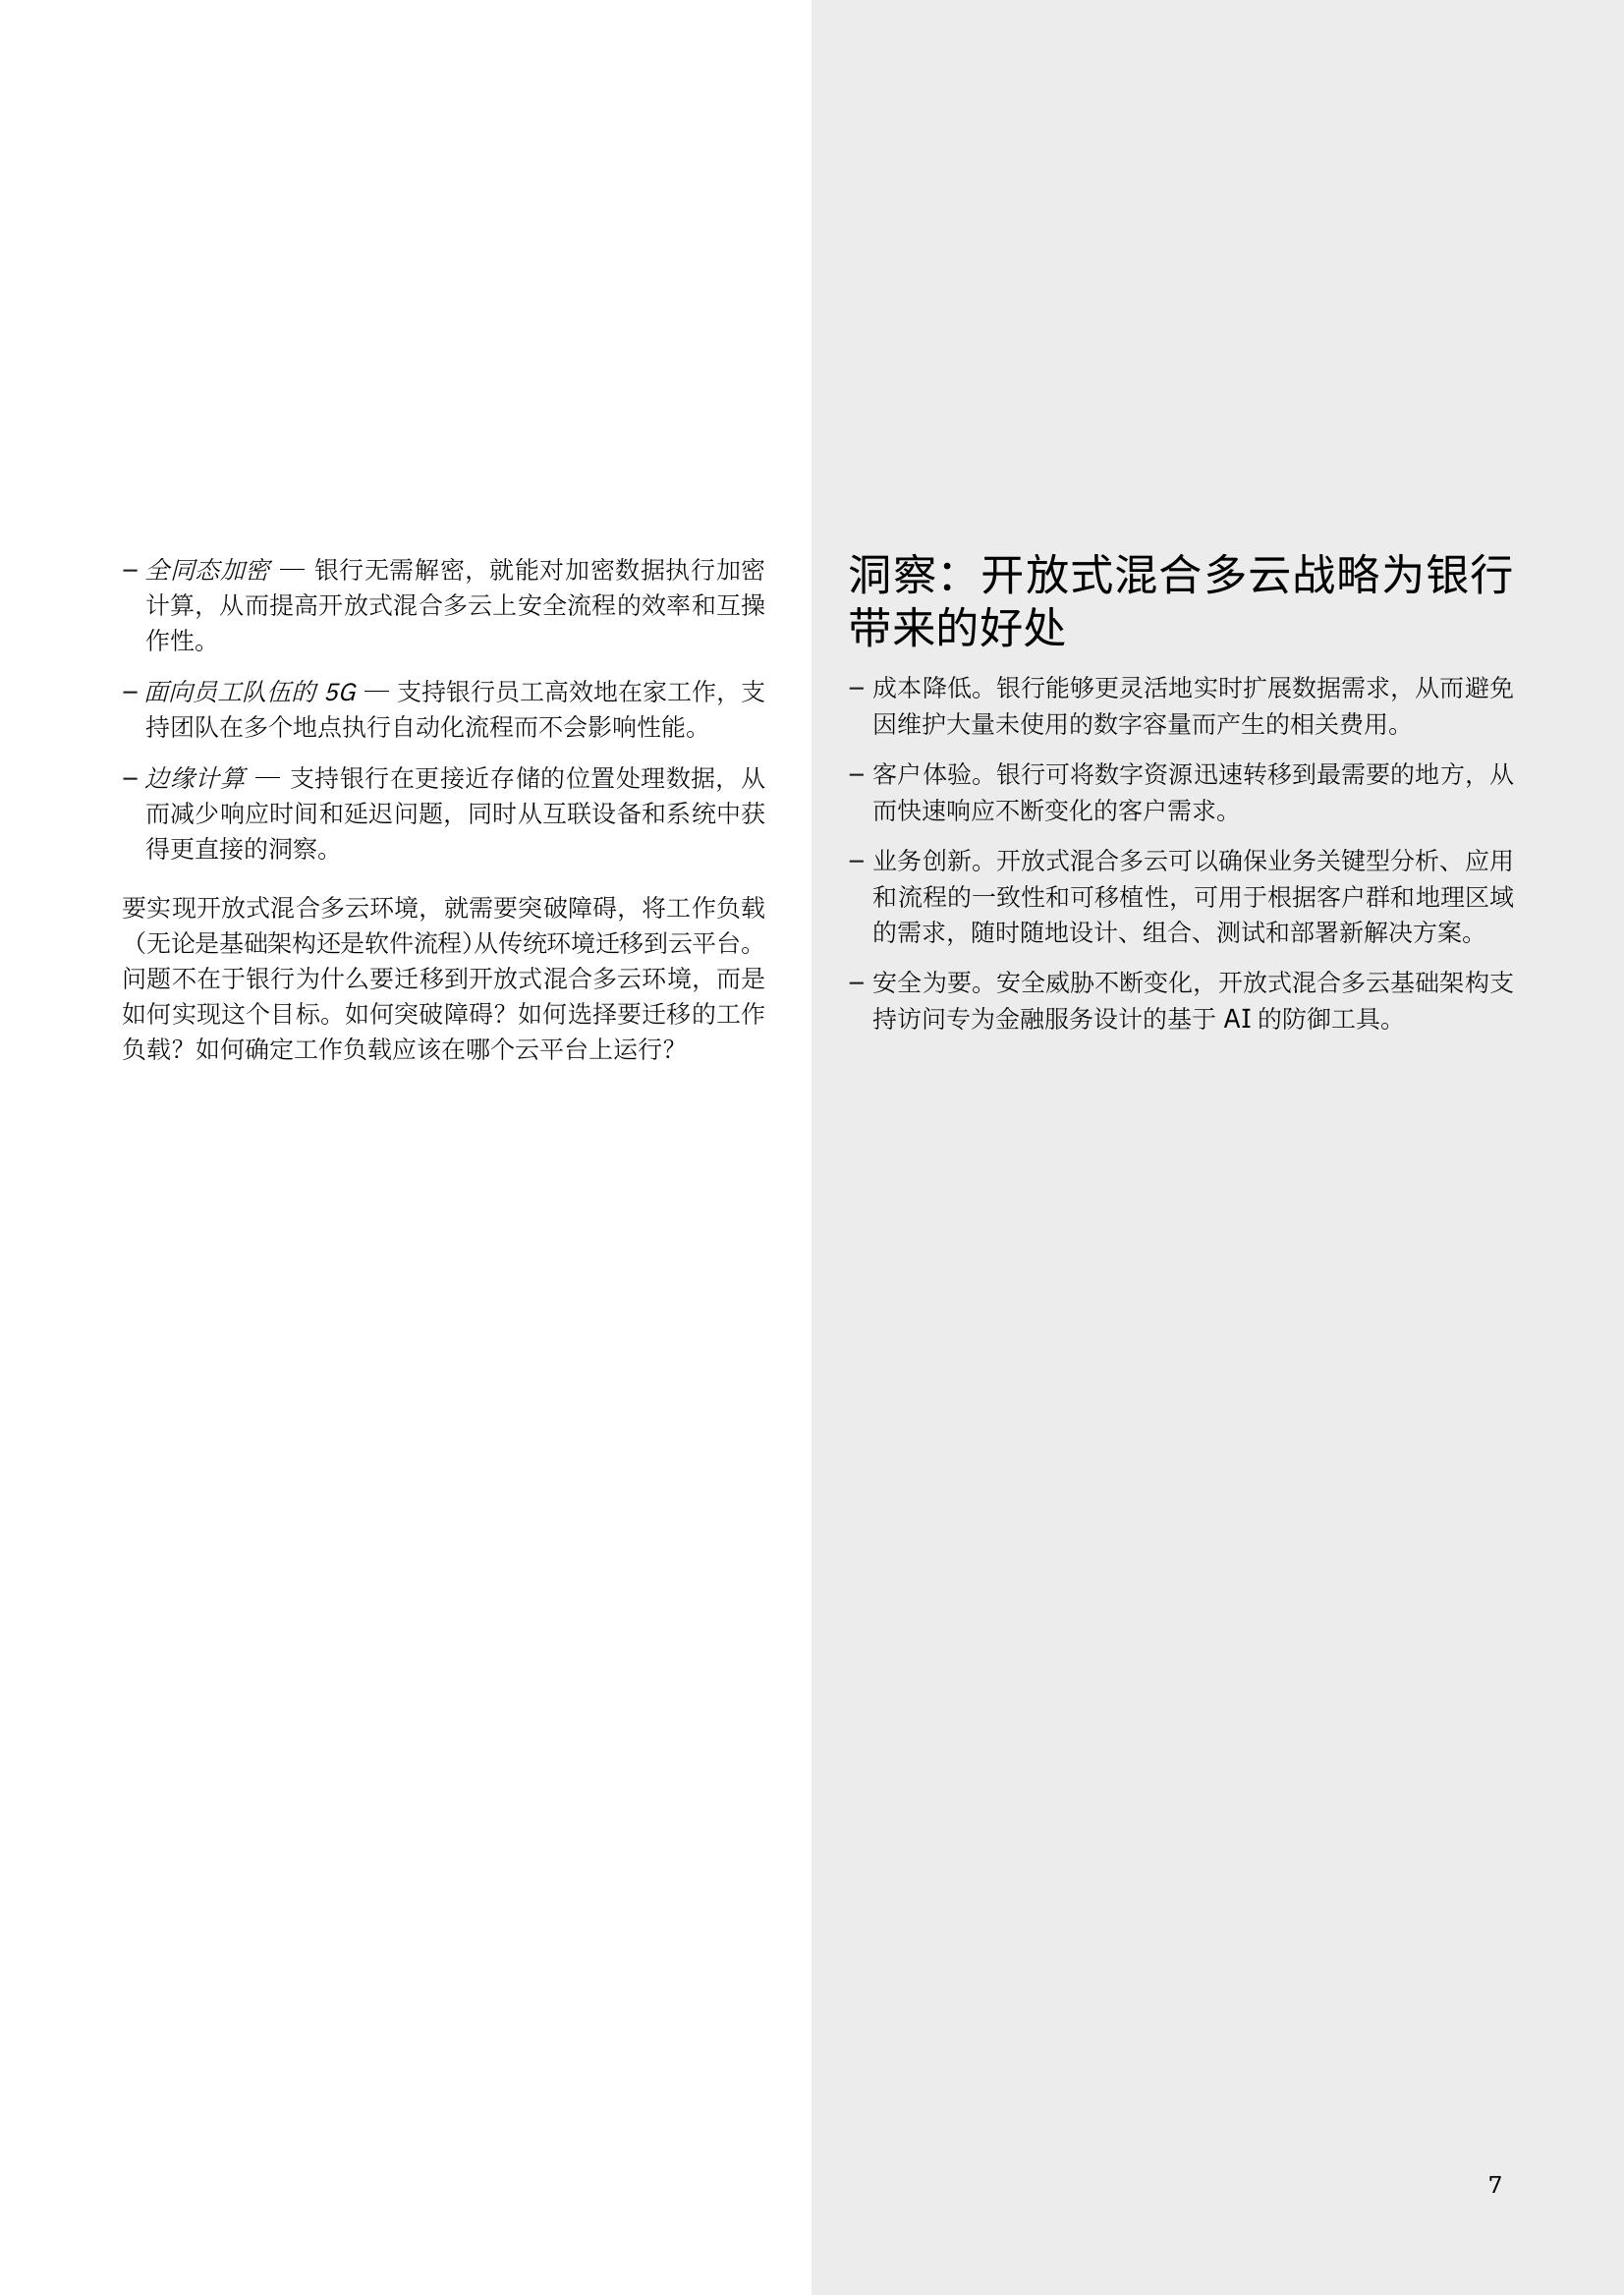 – 全同态加密 — 银行无需解密，就能对加密数据执行加密
计算，从而提高开放式混合多云上安全流程的效率和互操
作性。
– 面向员工队伍的 5G — 支持银行员工高效地在家工作，支
持团队在多个地点执行自动化流程而不会影响性能。
– 边缘计算 — 支持银行在更接近存储的位置处理数据，从
而减少响应时间和延迟问题，同时从互联设备和系统中获
得更直接的洞察。
要实现开放式混合多云环境，就需要突破障碍，将工作负载
（无论是基础架构还是软件流程）从传统环境迁移到云平台。
问题不在于银行为什么要迁移到开放式混合多云环境，而是
如何实现这个目标。如何突破障碍？如何选择要迁移的工作
负载？如何确定工作负载应该在哪个云平台上运行？
洞察：开放式混合多云战略为银行
带来的好处
– 成本降低。银行能够更灵活地实时扩展数据需求，从而避免
因维护大量未使用的数字容量而产生的相关费用。
– 客户体验。银行可将数字资源迅速转移到最需要的地方，从
而快速响应不断变化的客户需求。
– 业务创新。开放式混合多云可以确保业务关键型分析、应用
和流程的一致性和可移植性，可用于根据客户群和地理区域
的需求，随时随地设计、组合、测试和部署新解决方案。
– 安全为要。安全威胁不断变化，开放式混合多云基础架构支
持访问专为金融服务设计的基于 AI 的防御工具。
7